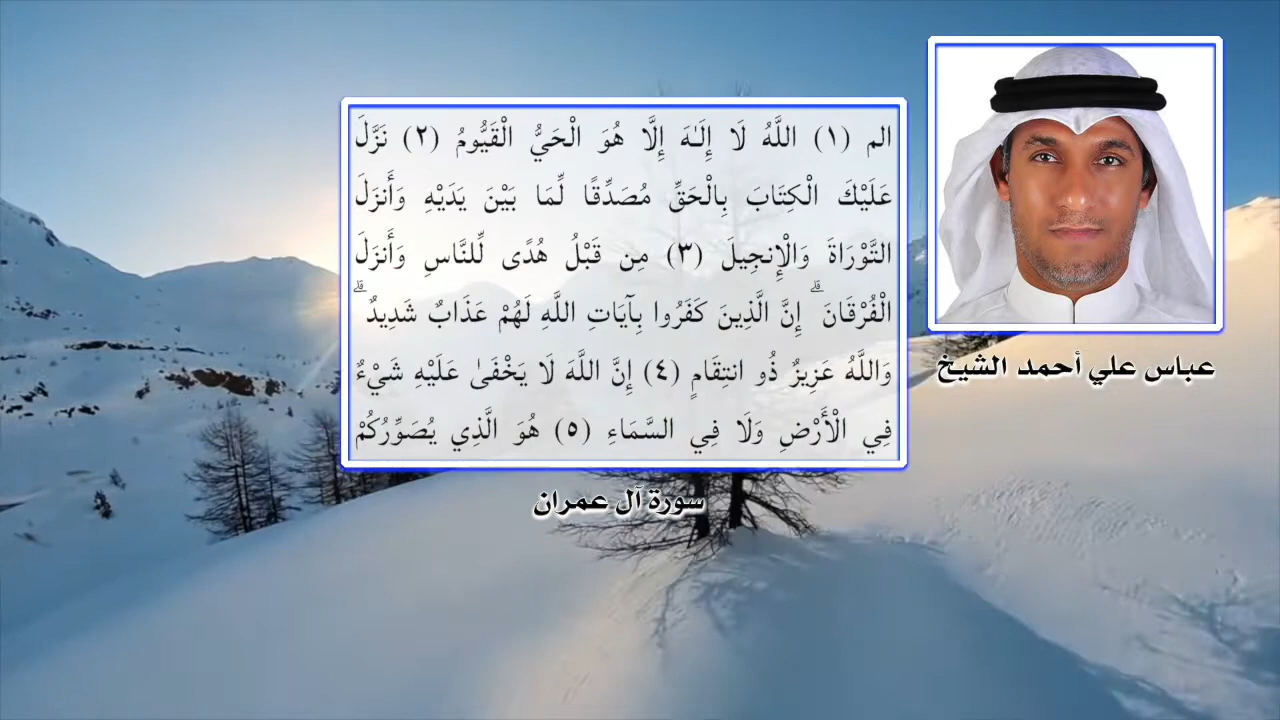 الم (١) اللَّهُ لَا إِلَـٰهَ إِلَّا هُوَ الْحَيُّ الْقَيُّومُ (٢) نَزَّلَ
عَلَيْكَ الْكِتَابَ بِالْحَقِّ مُصَدِّقًا لِّمَا بَيْنَ يَدَيْهِ وَأَنزَلَ
التَّوْرَاةَ وَالْإِنجِيلَ (٣) مِن قَبْلُ هُدًى لِّلنَّاسِ وَأَنزَلَ
الْفُرْقَانَ ۗ إِنَّ الَّذِينَ كَفَرُوا بِآيَاتِ اللَّهِ لَهُمْ عَذَابٌ شَدِيدٌ ۗ
وَاللَّهُ عَزِيزٌ ذُو انتِقَامٍ (٤) إِنَّ اللَّهَ لَا يَخْفَىٰ عَلَيْهِ شَيْءٌ
فِي الْأَرْضِ وَلَا فِي السَّمَاءِ (٥) هُوَ الَّذِي يُصَوِّرُكُمْ
عباس علي أحمد الشيخ
سورة آل عمران